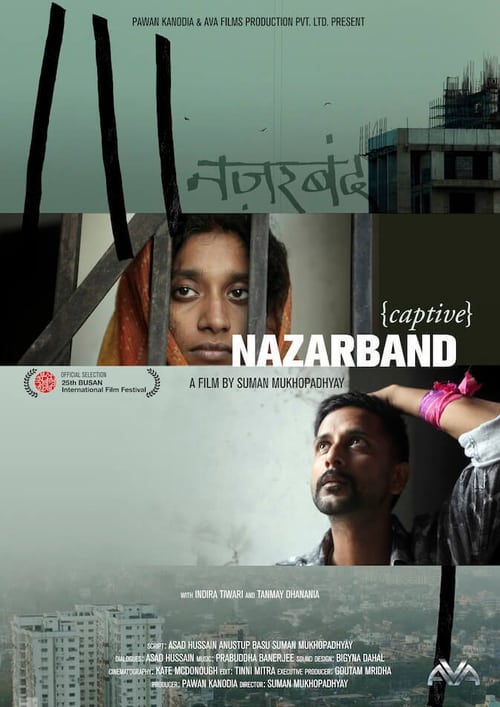 PAWAN KANODIA & AVA FILMS PRODUCTION PVT. LTD. PRESENT
नज़रबंद
{captive}
NAZARBAND
OFFICIAL SELECTION
25th BUSAN
International Film Festival
A FILM BY SUMAN MUKHOPADHYAY
WITH INDIRA TIWARI AND TANMAY DHANANIA
SCRIPT: ASAD HUSSAIN ANUSTUP BASU SUMAN MUKHOPADHYAY
DIALOGUES: ASAD HUSSAIN MUSIC: PRABUDDHA BANERJEE SOUND DESIGN: BIGYNA DAHAL
CINEMATOGRAPHY: KATE MCDONOUGH EDIT: TINNI MITRA EXECUTIVE PRODUCER: GOUTAM MRIDHA
PRODUCER: PAWAN KANODIA DIRECTOR: SUMAN MUKHOPADHYAY
AVA